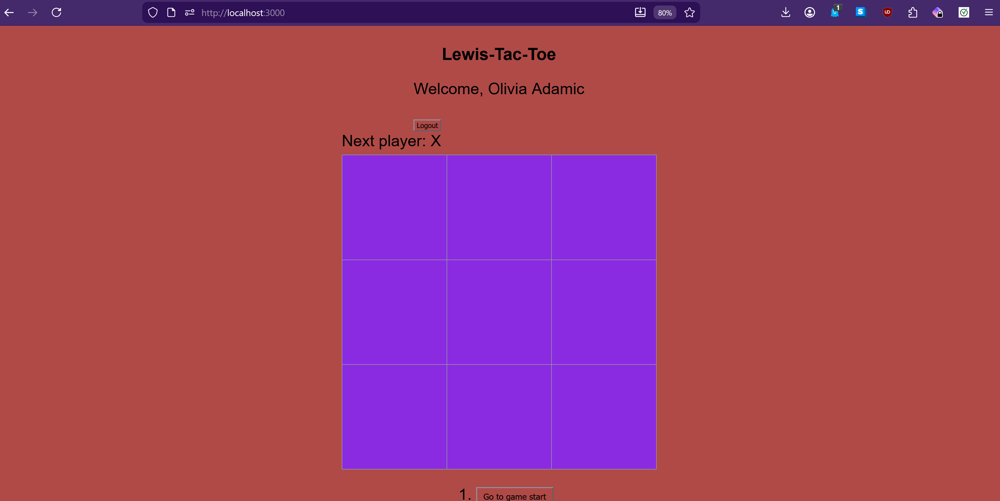 http://localhost:3000
80%
1
S
UO
Lewis-Tac-Toe
Welcome, Olivia Adamic
Logout
Next player: X
1. Go to game start